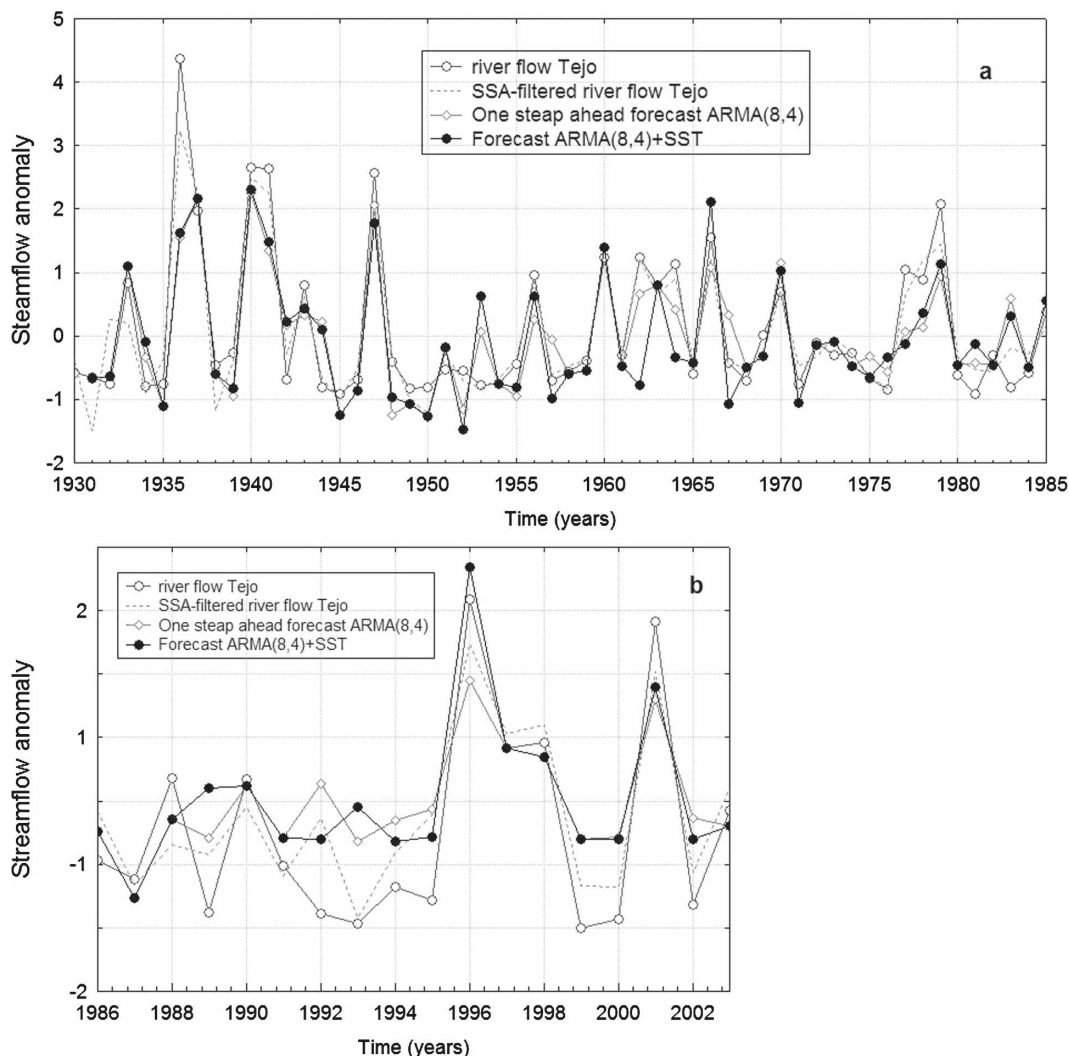 5
4
3
2
1
0
-1
-2
Steamflow anomaly
river flow Tejo
SSA-filtered river flow Tejo
One steap ahead forecast ARMA(8,4)
Forecast ARMA(8,4)+SST
a
1930 1935 1940 1945 1950 1955 1960 1965 1970 1975 1980 1985
Time (years)
2
1
-1
-2
Streamflow anomaly
river flow Tejo
SSA-filtered river flow Tejo
One steap ahead forecast ARMA(8,4)
Forecast ARMA(8,4)+SST
b
1986 1988 1990 1992 1994 1996 1998 2000 2002
Time (years)